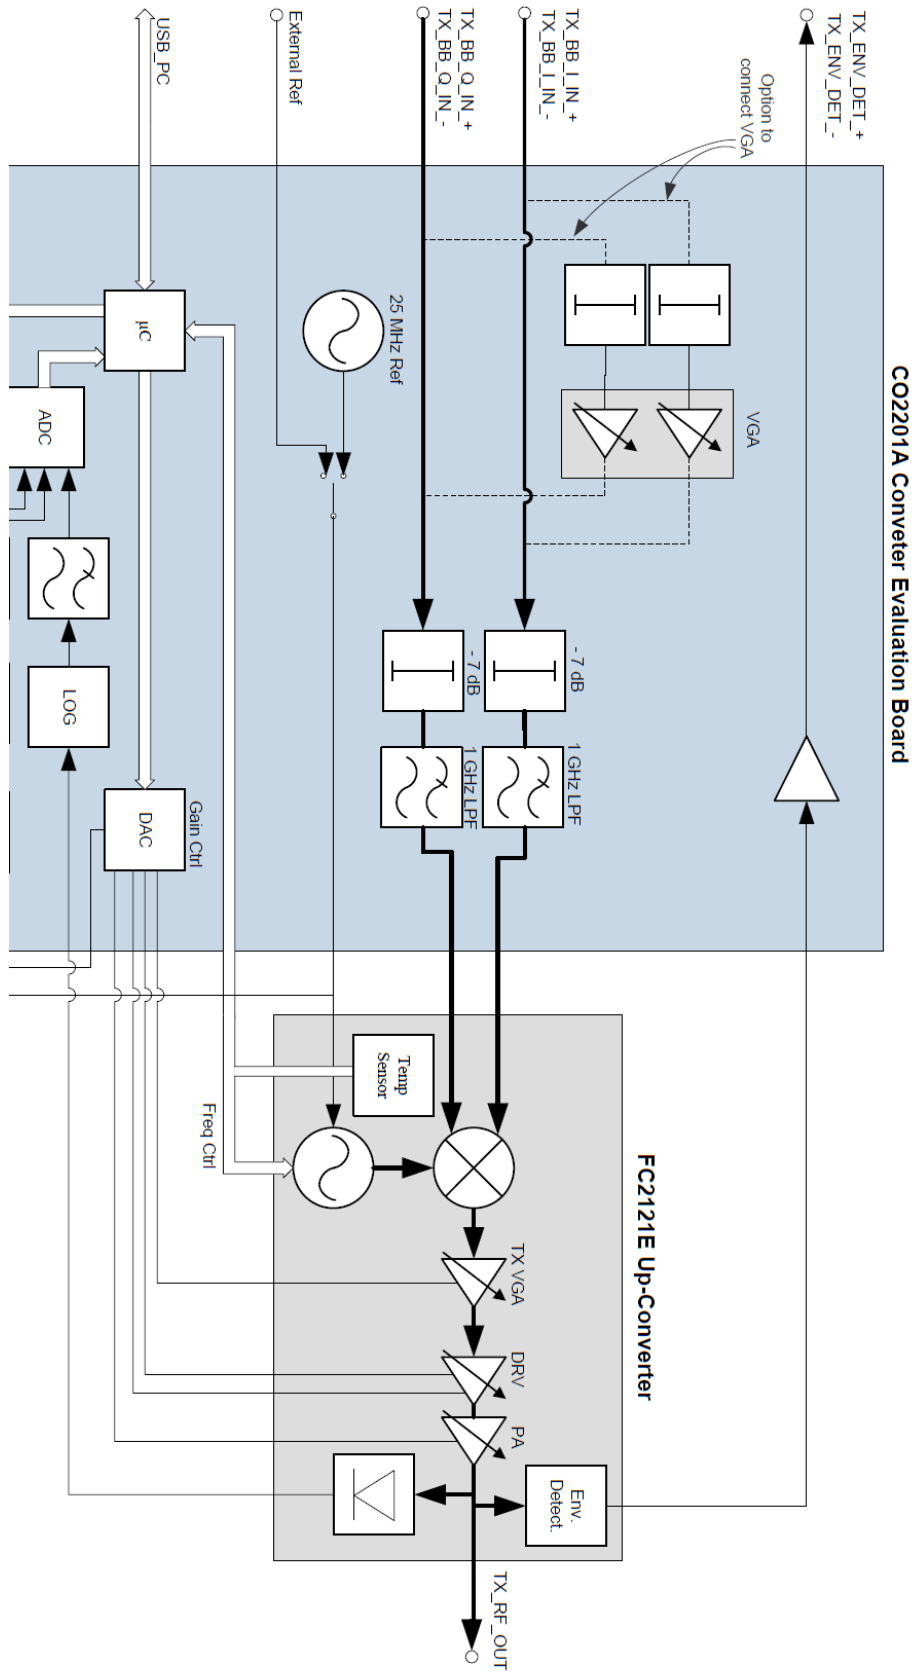 CO2201A Conveter Evaluation Board
FC2121E Up-Converter
TX_ENV_DET_+
TX_ENV_DET_-
Option to
connect VGA
VGA
TX_BB_I_IN_+
TX_BB_I_IN_-
TX_BB_Q_IN_+
TX_BB_Q_IN_-
- 7 dB
1 GHz LPF
- 7 dB
1 GHz LPF
External Ref
25 MHz Ref
USB_PC
µC
ADC
LOG
DAC
Gain Ctrl
Freq Ctrl
Temp
Sensor
TX VGA
DRV
PA
Env.
Detect.
TX_RF_OUT